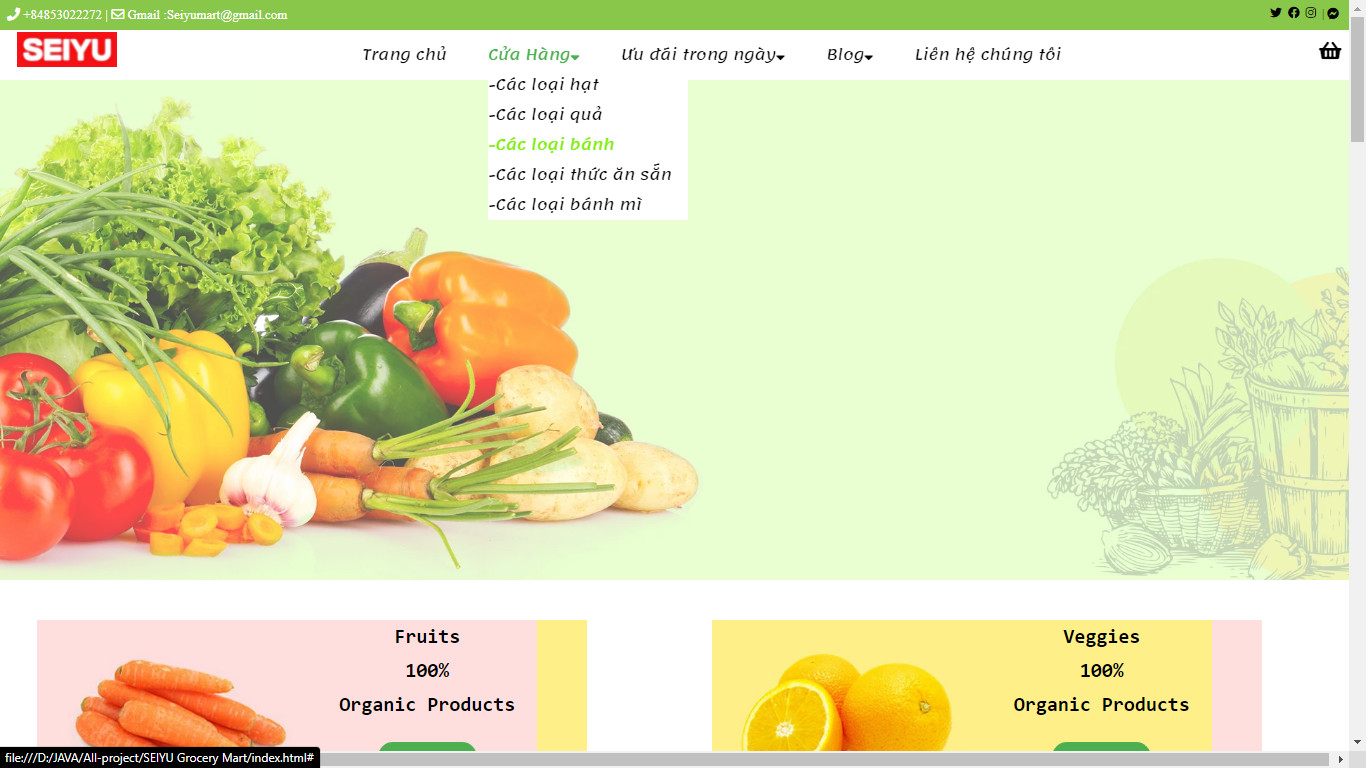 +84853022272 | Gmail :Seiyumart@gmail.com |
SEIYU
Trang chủ Cửa Hàng Ưu đãi trong ngày Blog Liên hệ chúng tôi
-Các loại hạt
-Các loại quả
-Các loại bánh
-Các loại thức ăn sẵn
-Các loại bánh mì
Fruits
100%
Organic Products
Veggies
100%
Organic Products
file:///D:/JAVA/All-project/SEIYU Grocery Mart/index.html#